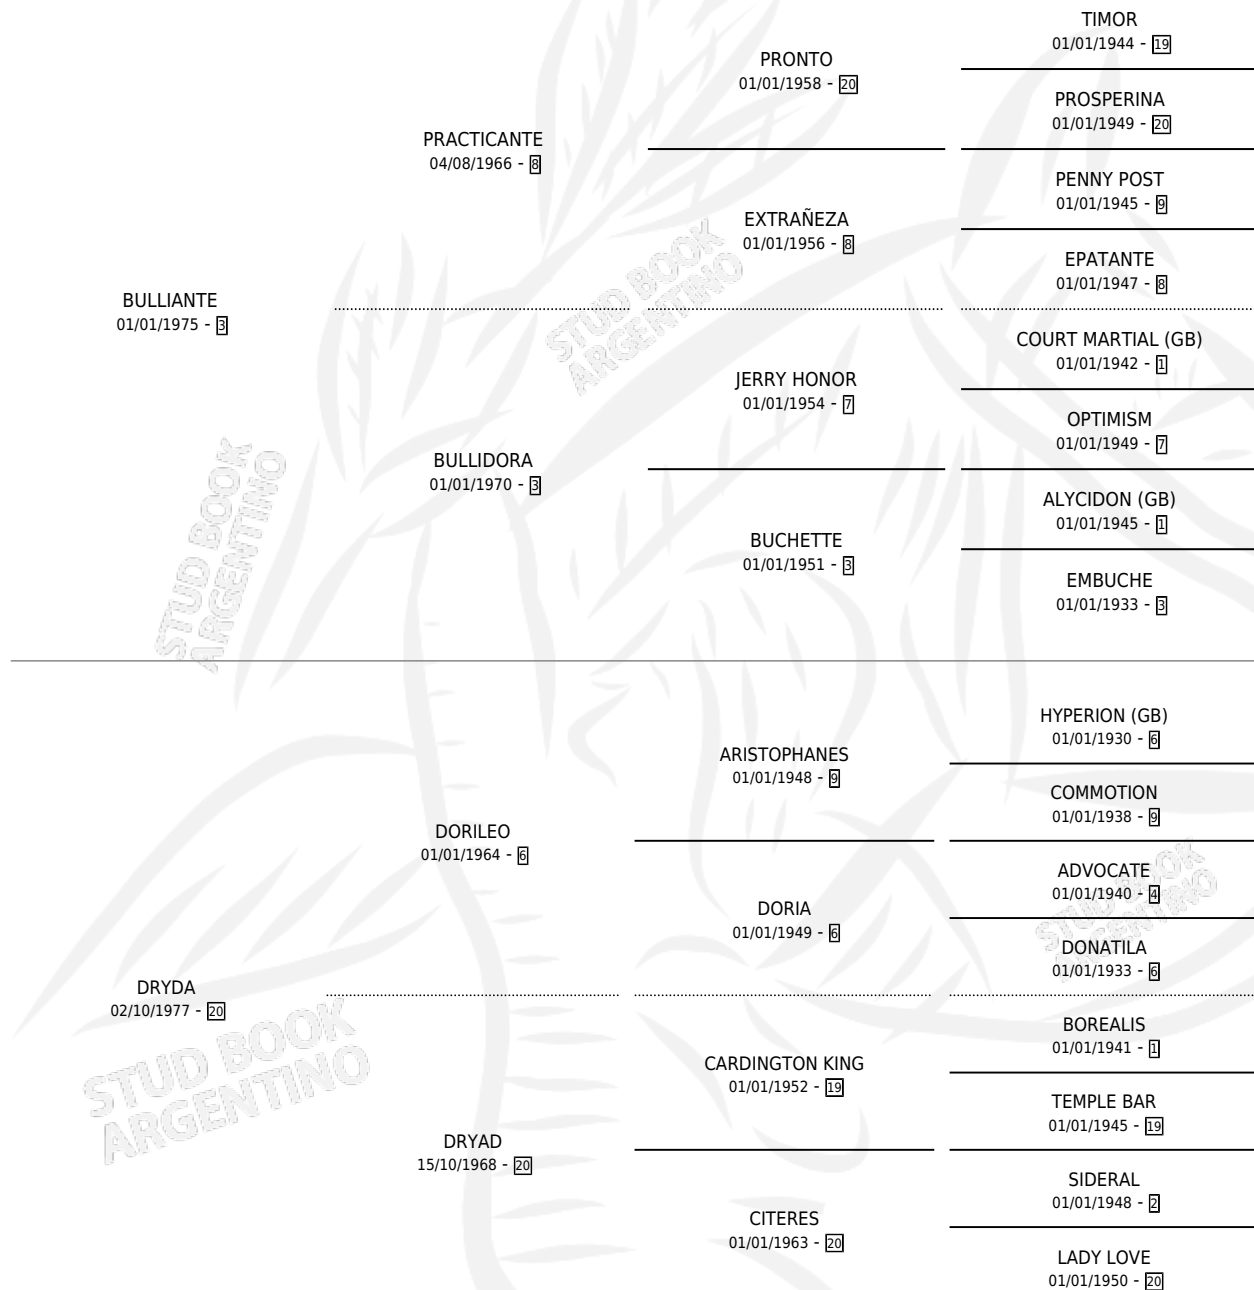 TIMOR
01/01/1944 - 19
PRONTO
01/01/1958 - 20
PROSPERINA
01/01/1949 - 20
PRACTICANTE
04/08/1966 - 8
PENNY POST
01/01/1945 - 9
EXTRAÑEZA
01/01/1956 - 8
EPATANTE
01/01/1947 - 8
BULLIANTE
01/01/1975 - 3
COURT MARTIAL (GB)
01/01/1942 - 1
JERRY HONOR
01/01/1954 - 7
OPTIMISM
01/01/1949 - 7
BULLIDORA
01/01/1970 - 3
ALYCIDON (GB)
01/01/1945 - 1
BUCHETTE
01/01/1951 - 3
EMBUCHE
01/01/1933 - 3
HYPERION (GB)
01/01/1930 - 6
ARISTOPHANES
01/01/1948 - 9
COMMOTION
01/01/1938 - 9
DORILEO
01/01/1964 - 6
ADVOCATE
01/01/1940 - 4
DORIA
01/01/1949 - 6
DONATILA
01/01/1933 - 6
DRYDA
02/10/1977 - 20
BOREALIS
01/01/1941 - 1
CARDINGTON KING
01/01/1952 - 19
TEMPLE BAR
01/01/1945 - 19
DRYAD
15/10/1968 - 20
SIDERAL
01/01/1948 - 2
CITERES
01/01/1963 - 20
LADY LOVE
01/01/1950 - 20
STUD BOOK
ARGENTINO
STUD BOOK
ARGENTINO
STUD BOOK
ARGENTINO
STUD BOOK
ARGENTINO